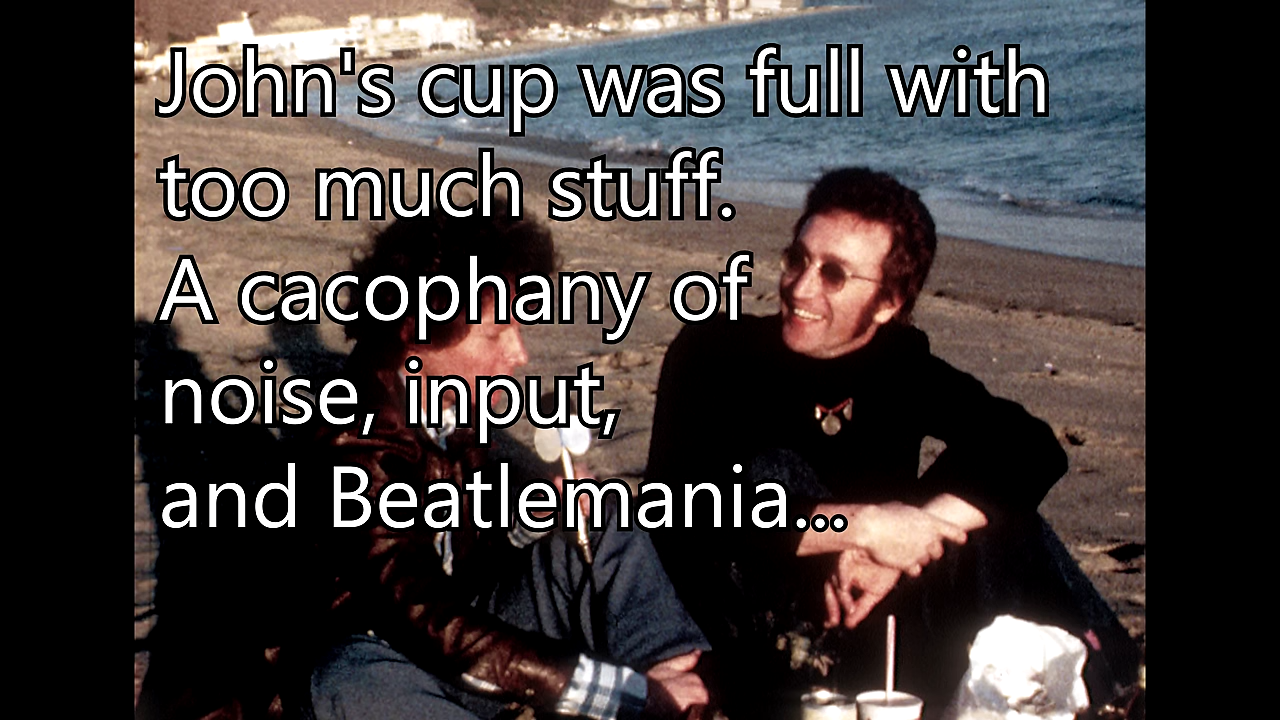 John's cup was full with
too much stuff.
A cacophany of
noise, input,
and Beatlemania...